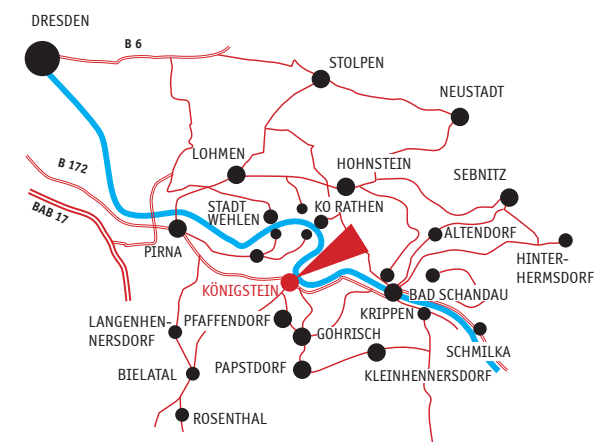 DRESDEN
B 6
STOLPEN
NEUSTADT
LOHMEN
B 172
HOHNSTEIN
SEBNITZ
BAB 17
STADT
WEHLEN
KO RATHEN
ALTENDORF
PIRNA
HINTER-
HERMSDORF
KÖNIGSTEIN
BAD SCHANDAU
KRIPPEN
LANGENHEN-
NERSDORF
PFAFFENDORF
GOHRISCH
SCHMILKA
BIELATAL
PAPSTDORF
KLEINHENNERSDORF
ROSENTHAL